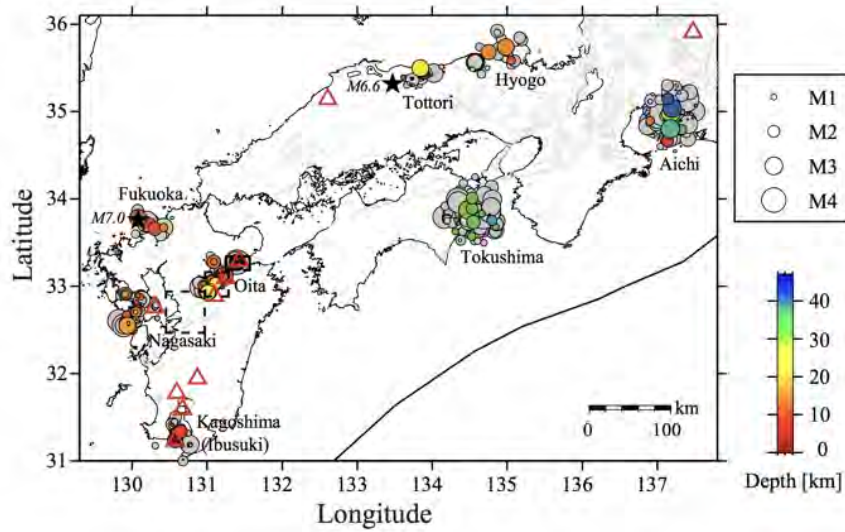 36
35
34
33
32
31
Latitude
M6.6
Tottori
Hyogo
Aichi
Fukuoka
M7.0
Tokushima
Oita
Nagasaki
Kagoshima
(Ibusuki)
km
0 100
130 131 132 133 134 135 136 137
Longitude
M1
M2
M3
M4
40
30
20
10
0
Depth [km]